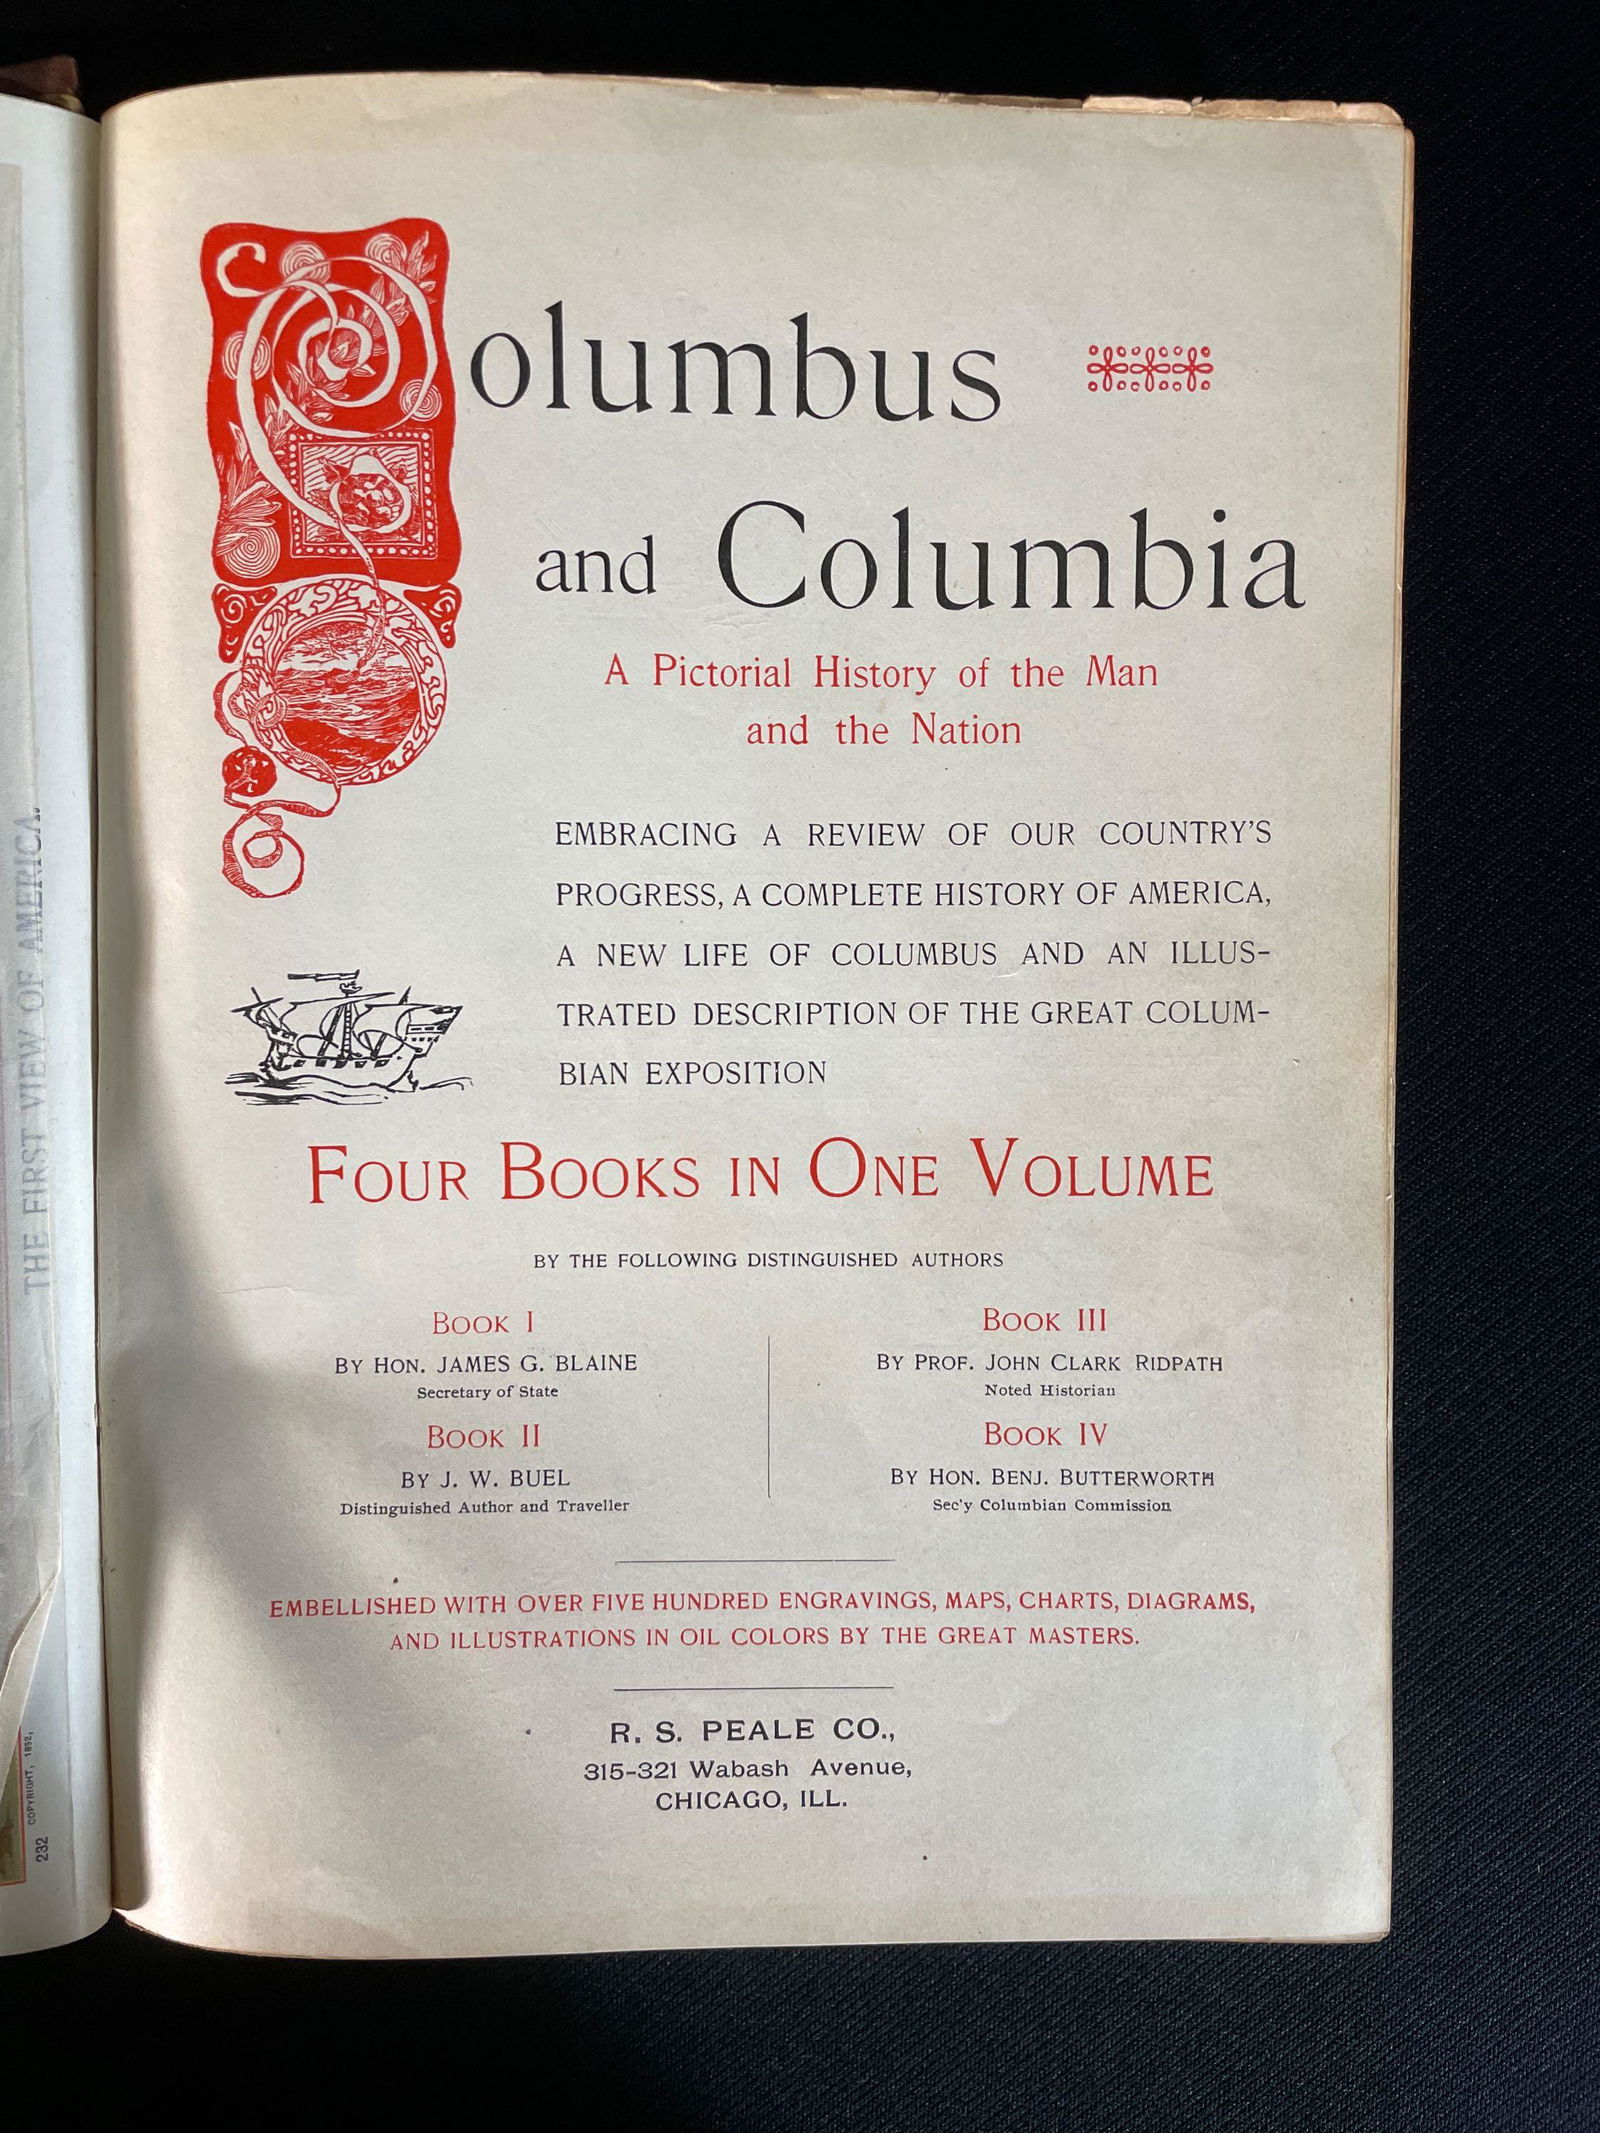 Columbus
and Columbia
A Pictorial History of the Man
and the Nation
EMBRACING A REVIEW OF OUR COUNTRY'S
PROGRESS, A COMPLETE HISTORY OF AMERICA,
A NEW LIFE OF COLUMBUS AND AN ILLUS-
TRATED DESCRIPTION OF THE GREAT COLUM-
BIAN EXPOSITION
FOUR BOOKS IN ONE VOLUME
BY THE FOLLOWING DISTINGUISHED AUTHORS
BOOK I
BY HON. JAMES G. BLAINE
Secretary of State
BOOK II
BY J. W. BUEL
Distinguished Author and Traveller
BOOK III
BY PROF. JOHN CLARK RIDPATH
Noted Historian
BOOK IV
BY HON. BENJ. BUTTERWORTH
Sec'y Columbian Commission
EMBELLISHED WITH OVER FIVE HUNDRED ENGRAVINGS, MAPS, CHARTS, DIAGRAMS,
AND ILLUSTRATIONS IN OIL COLORS BY THE GREAT MASTERS.
R. S. PEALE CO.,
315-321 Wabash Avenue,
CHICAGO, ILL.
THE FIRST VIEW OF AMERICA.
COPYRIGHT, 1892,
232